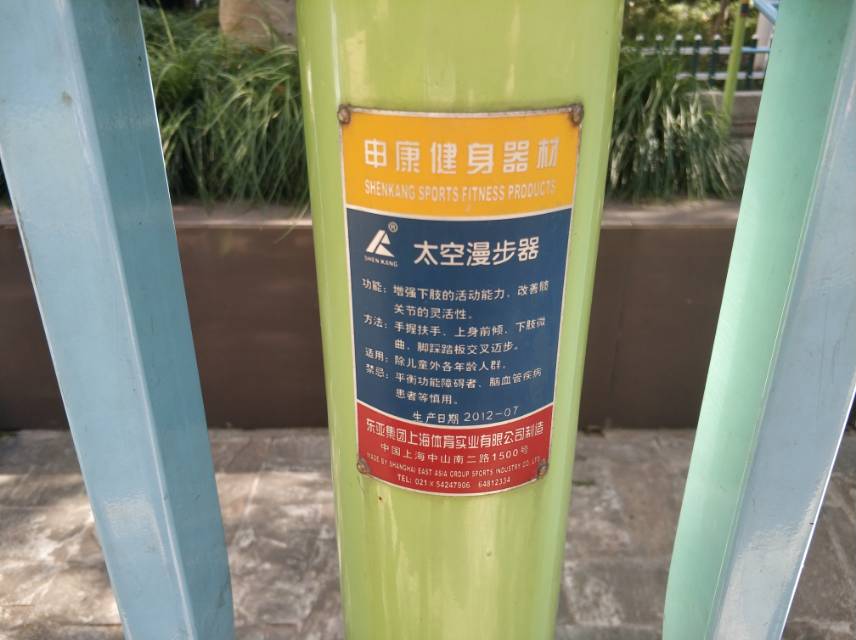 申康健身器材
SHENKANG SPORTS FITNESS PRODUCTS
®
SHEN KANG
太空漫步器
功能：增强下肢的活动能力、改善髋
关节的灵活性。
方法：手握扶手、上身前倾、下肢微
曲、脚踩踏板交叉迈步。
适用：除儿童外各年龄人群。
禁忌：平衡功能障碍者、脑血管疾病
患者等慎用。
生产日期 2012-07
东亚集团上海体育实业有限公司制造
中国上海中山南二路1500号
MADE BY SHANGHAI EAST ASIA GROUP SPORTS INDUSTRY CO.,LTD.
TEL: 021 X 54247906 64812334